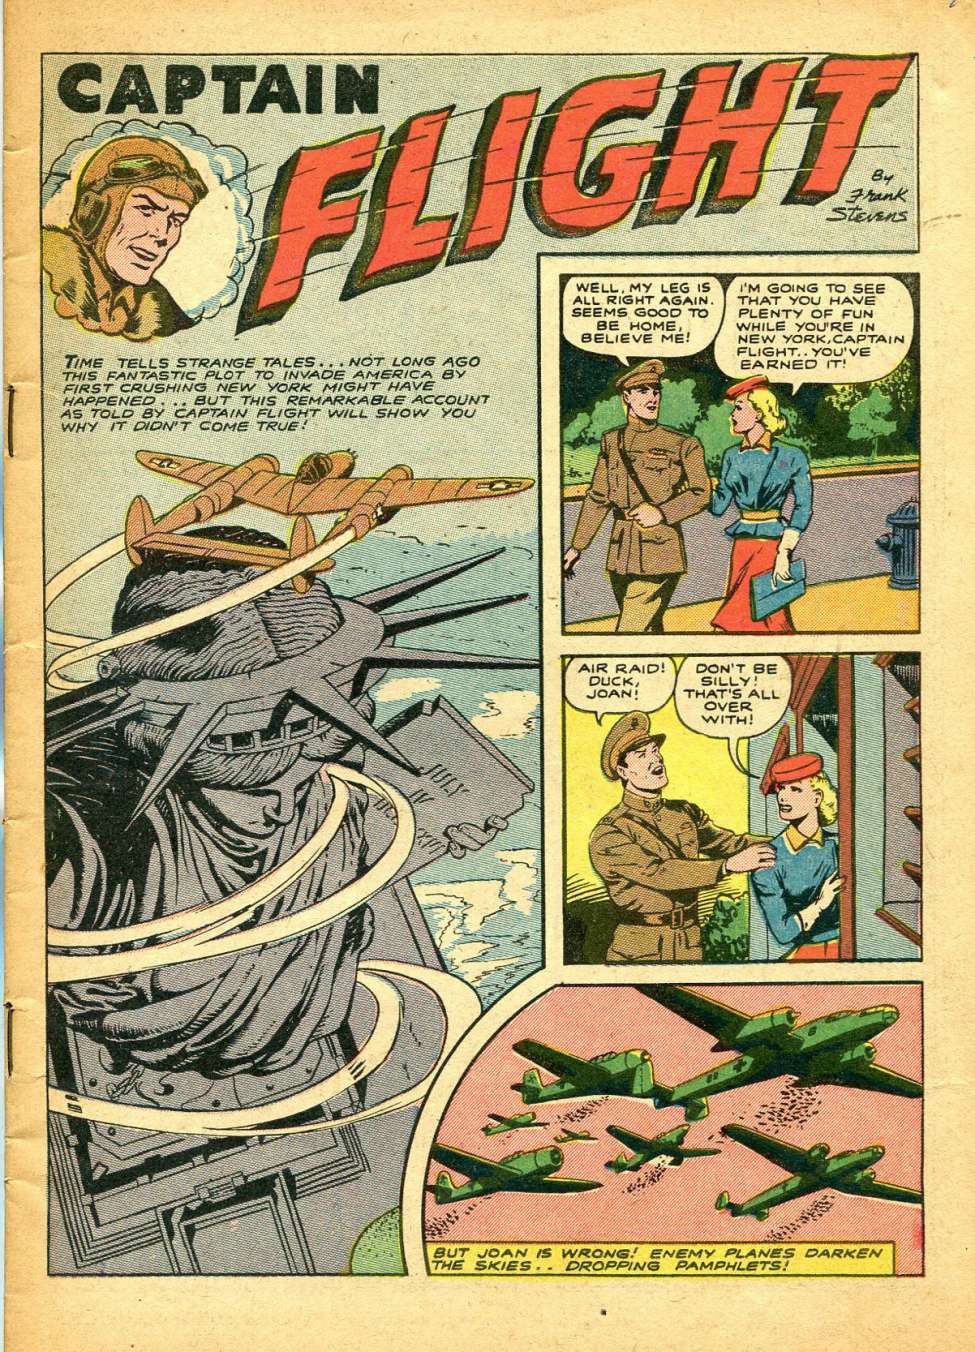 CAPTAIN
FLIGHT
By
Frank
Stevens
TIME TELLS STRANGE TALES... NOT LONG AGO
THIS FANTASTIC PLOT TO INVADE AMERICA BY
FIRST CRUSHING NEW YORK MIGHT HAVE
HAPPENED... BUT THIS REMARKABLE ACCOUNT
AS TOLD BY CAPTAIN FLIGHT WILL SHOW YOU
WHY IT DIDN'T COME TRUE!
JULY
IV
WELL, MY LEG IS
ALL RIGHT AGAIN.
SEEMS GOOD TO
BE HOME,
BELIEVE ME!
I'M GOING TO SEE
THAT YOU HAVE
PLENTY OF FUN
WHILE YOU'RE IN
NEW YORK, CAPTAIN
FLIGHT.. YOU'VE
EARNED IT!
AIR RAID!
DUCK,
JOAN!
DON'T BE
SILLY!
THAT'S ALL
OVER
WITH!
BUT JOAN IS WRONG! ENEMY PLANES DARKEN
THE SKIES.. DROPPING PAMPHLETS!